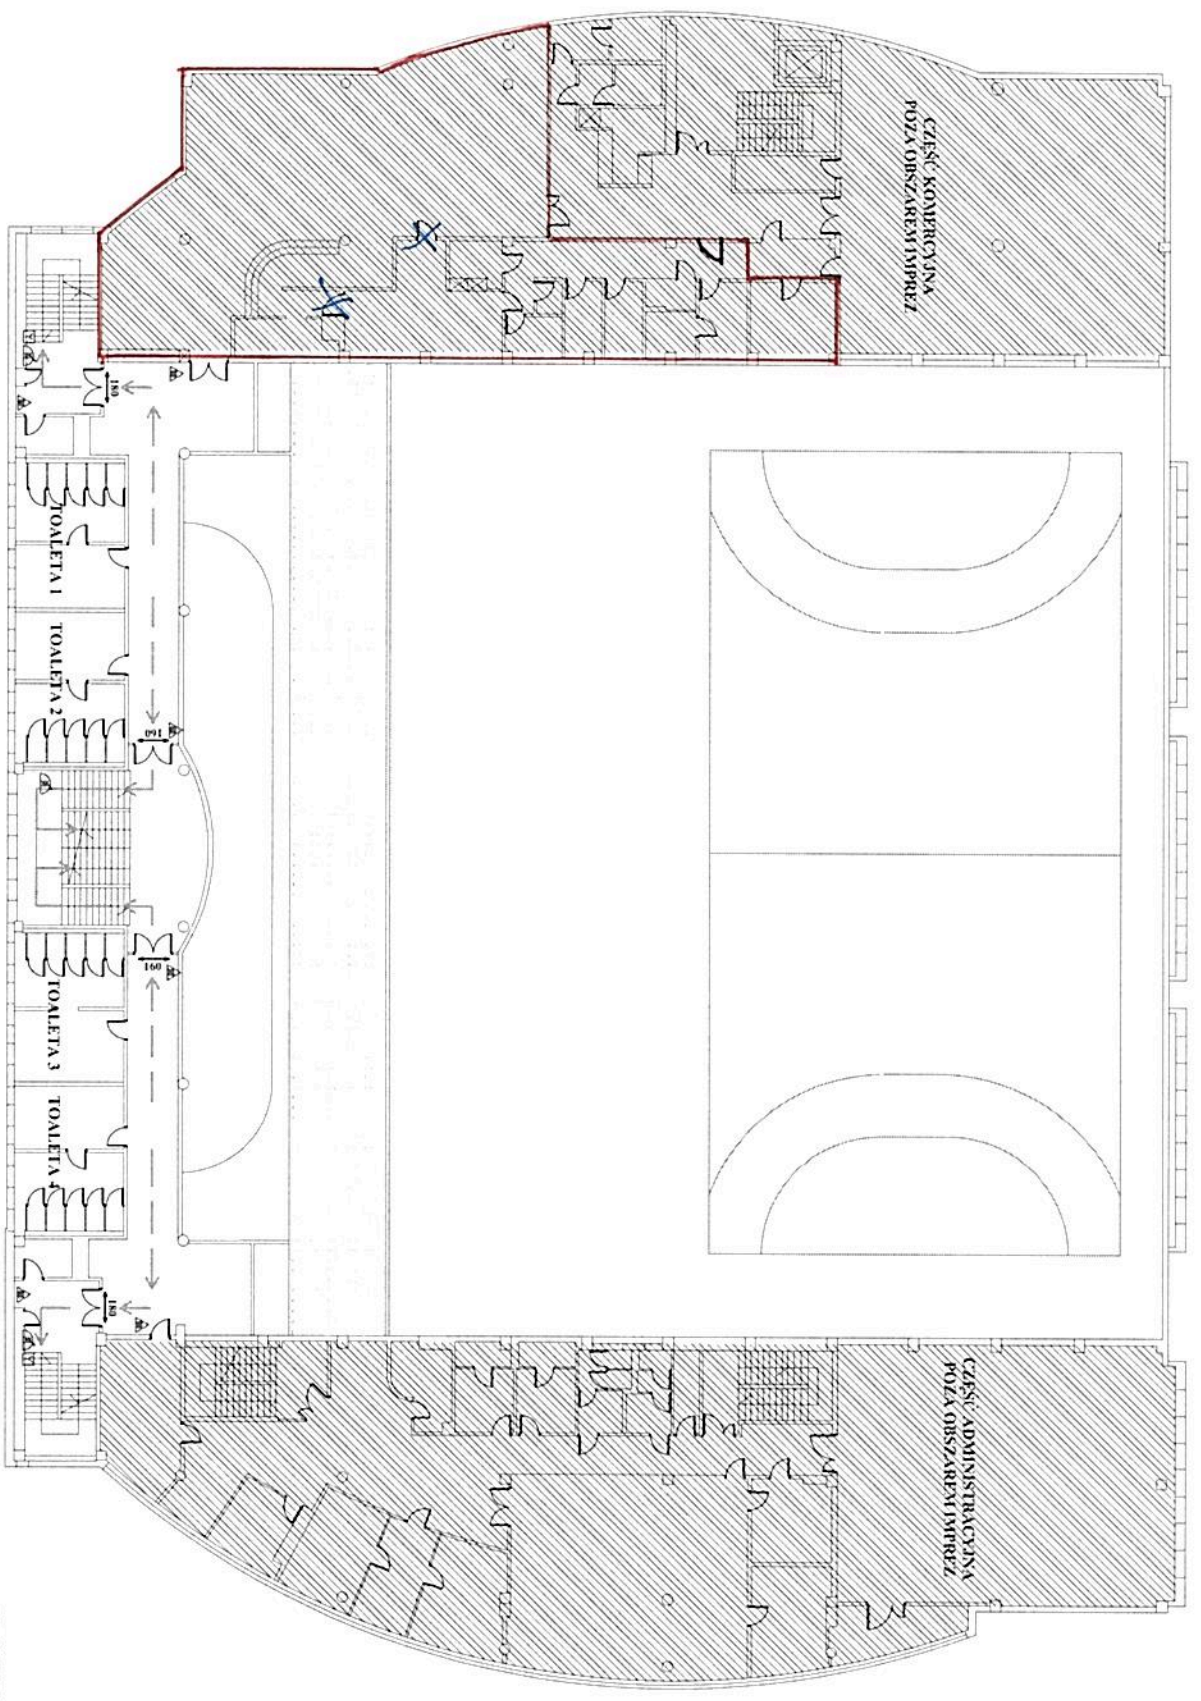 CZĘŚĆ KOMERCYJNA
POZA OBSZAREM IMPREZ
180
TOALETA 1
TOALETA 2
160
160
TOALETA 3
TOALETA 4
180
CZĘŚĆ ADMINISTRACYJNA
POZA OBSZAREM IMPREZ